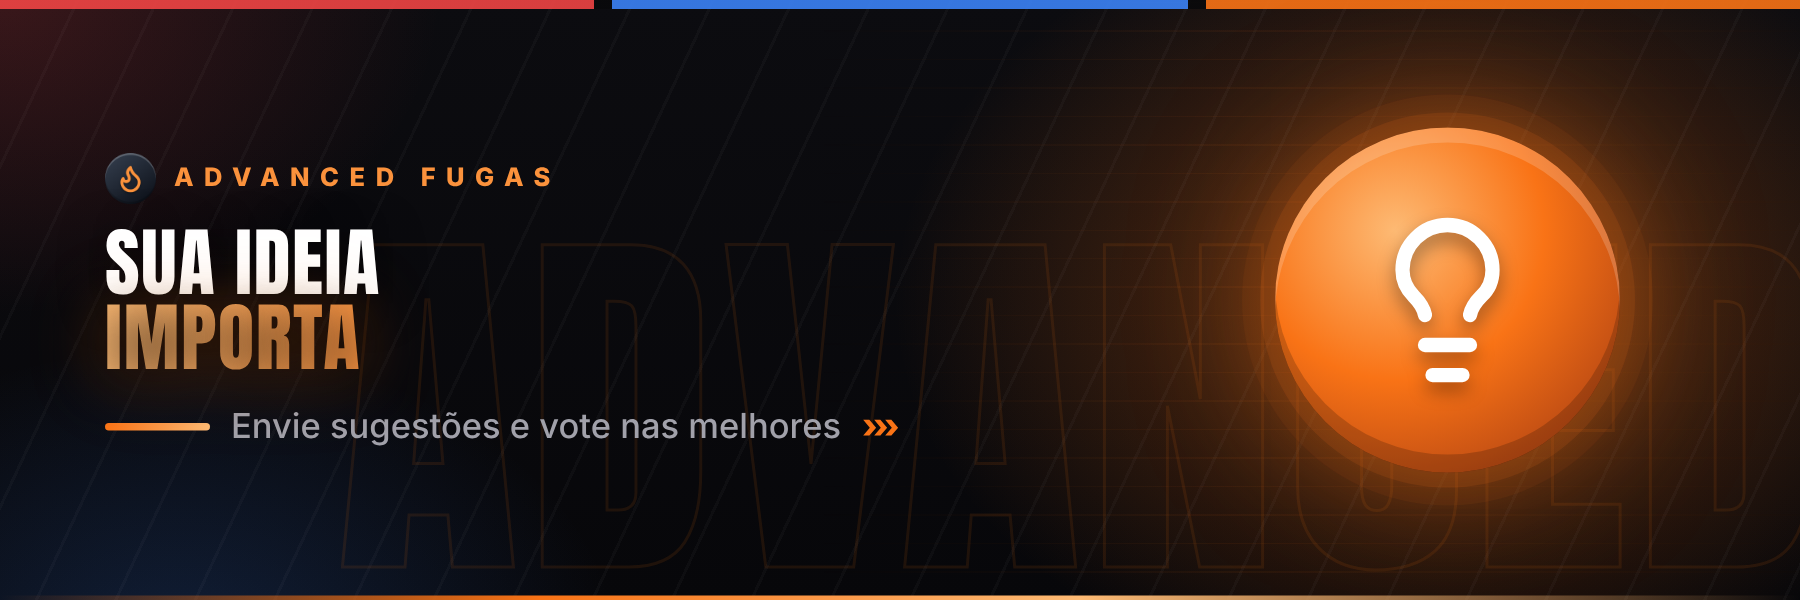 ADVANCED FUGAS
SUA IDEIA
IMPORTA
Envie sugestões e vote nas melhores
ADVANCED